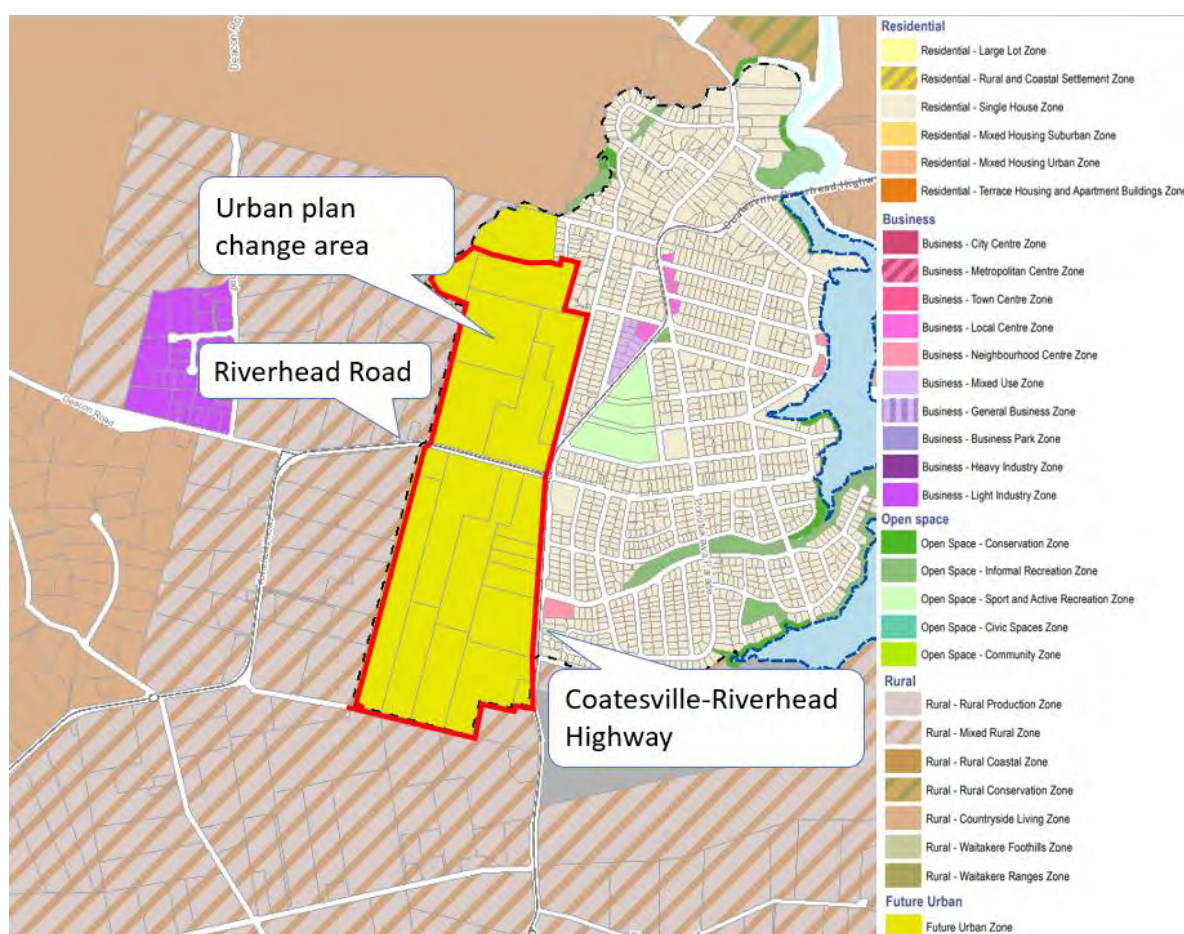 Deacon Ro
Urban plan
change area
Riverhead Road
Deacon Road
Coatesville-Riverhead Highw
Coatesville-Riverhead
Highway
Residential
Residential - Large Lot Zone
Residential - Rural and Coastal Settlement Zone
Residential - Single House Zone
Residential - Mixed Housing Suburban Zone
Residential - Mixed Housing Urban Zone
Residential - Terrace Housing and Apartment Buildings Zone
Business
Business - City Centre Zone
Business - Metropolitan Centre Zone
Business - Town Centre Zone
Business - Local Centre Zone
Business - Neighbourhood Centre Zone
Business - Mixed Use Zone
Business - General Business Zone
Business - Business Park Zone
Business - Heavy Industry Zone
Business - Light Industry Zone
Open space
Open Space - Conservation Zone
Open Space - Informal Recreation Zone
Open Space - Sport and Active Recreation Zone
Open Space - Civic Spaces Zone
Open Space - Community Zone
Rural
Rural - Rural Production Zone
Rural - Mixed Rural Zone
Rural - Rural Coastal Zone
Rural - Rural Conservation Zone
Rural - Countryside Living Zone
Rural - Waitakere Foothills Zone
Rural - Waitakere Ranges Zone
Future Urban
Future Urban Zone